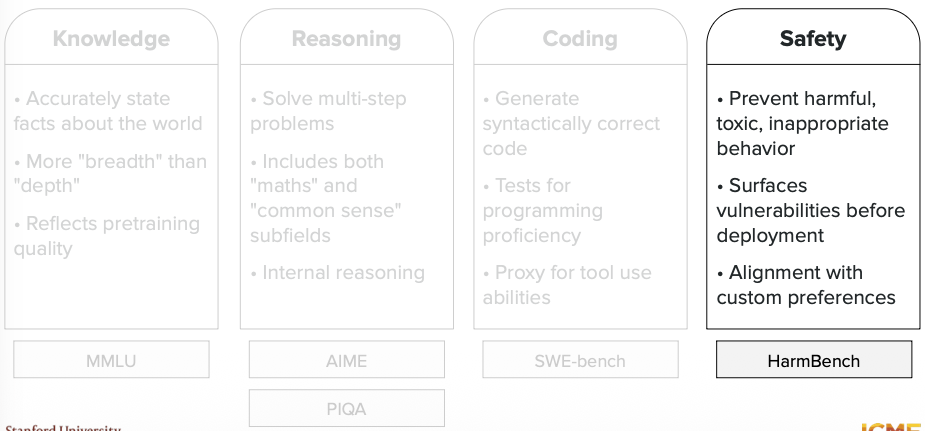 Knowledge
• Accurately state
facts about the world
• More "breadth" than
"depth"
• Reflects pretraining
quality
MMLU
Reasoning
• Solve multi-step
problems
• Includes both
"maths" and
"common sense"
subfields
• Internal reasoning
AIME
PIQA
Coding
• Generate
syntactically correct
code
• Tests for
programming
proficiency
• Proxy for tool use
abilities
SWE-bench
Safety
• Prevent harmful,
toxic, inappropriate
behavior
• Surfaces
vulnerabilities before
deployment
• Alignment with
custom preferences
HarmBench
Stanford University
ICME